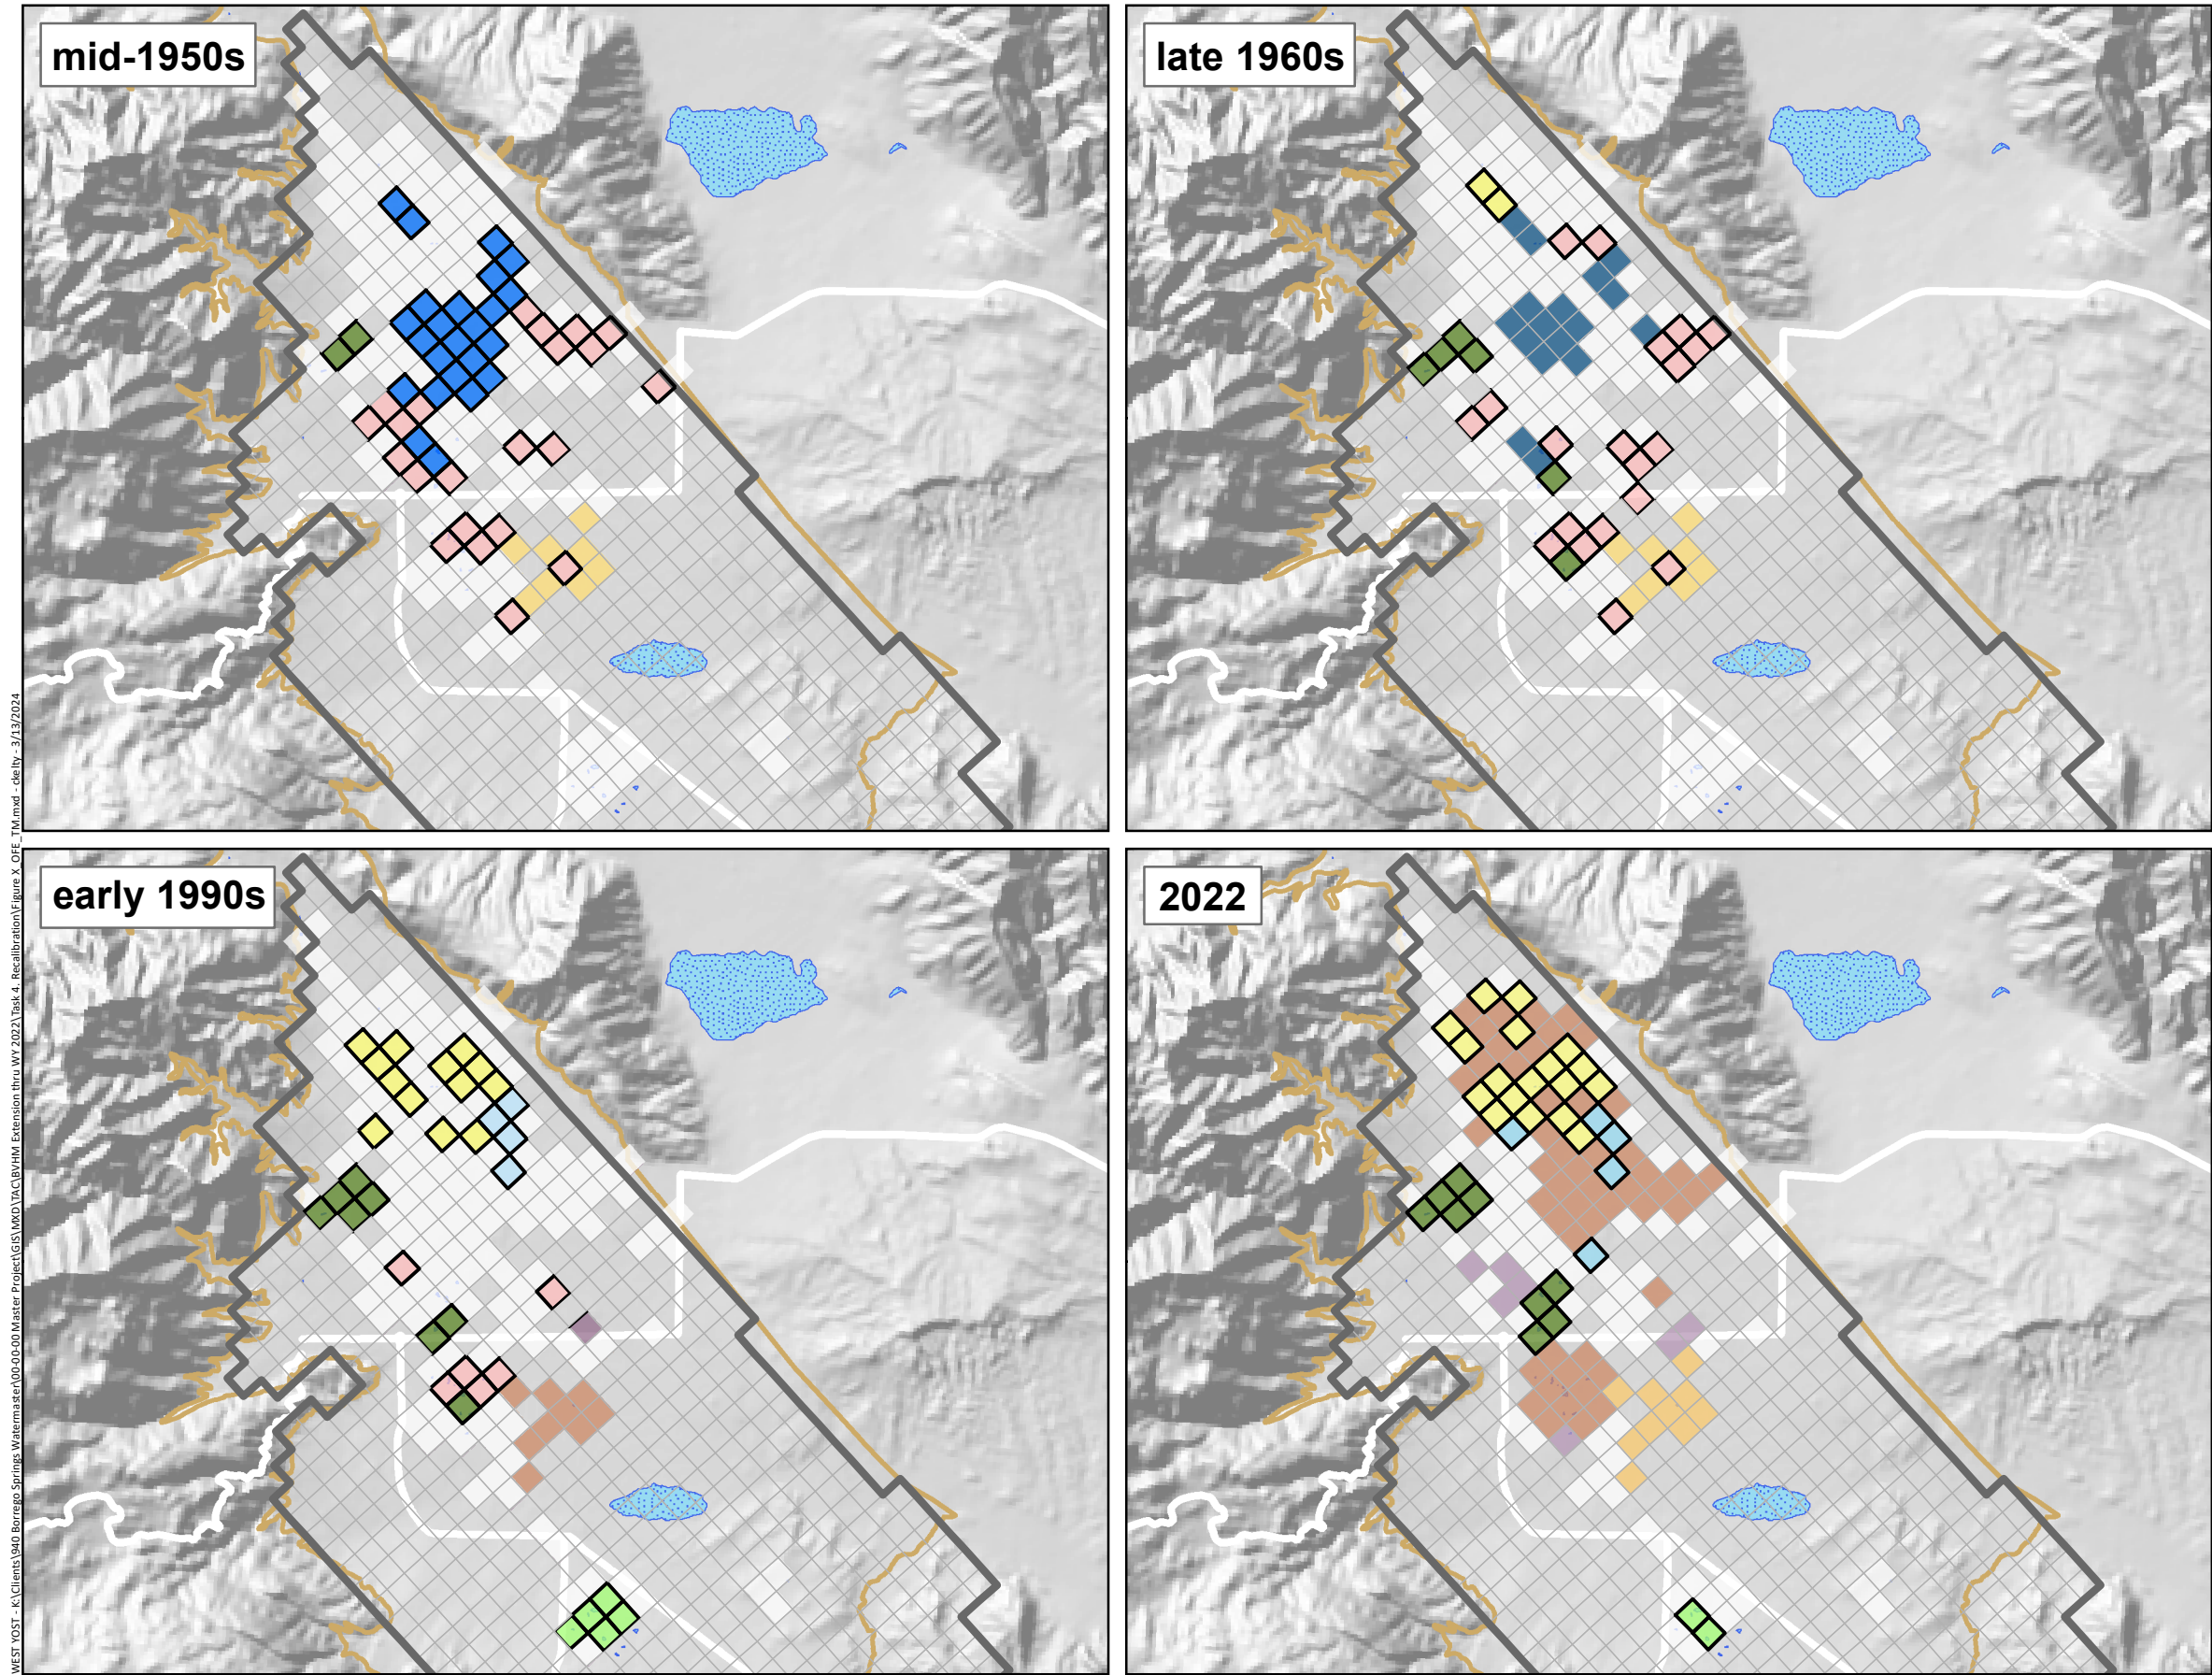 mid-1950s
late 1960s
early 1990s
2022
WEST YOST - K:\Clients\940 Borrego Springs Watermaster\00-00-00 Master Project\GIS\MXD\TAC\BVHM Extension thru WY 2022\Task 4. Recalibration\Figure X_OFE_TM.mxd - ckelty - 3/13/2024